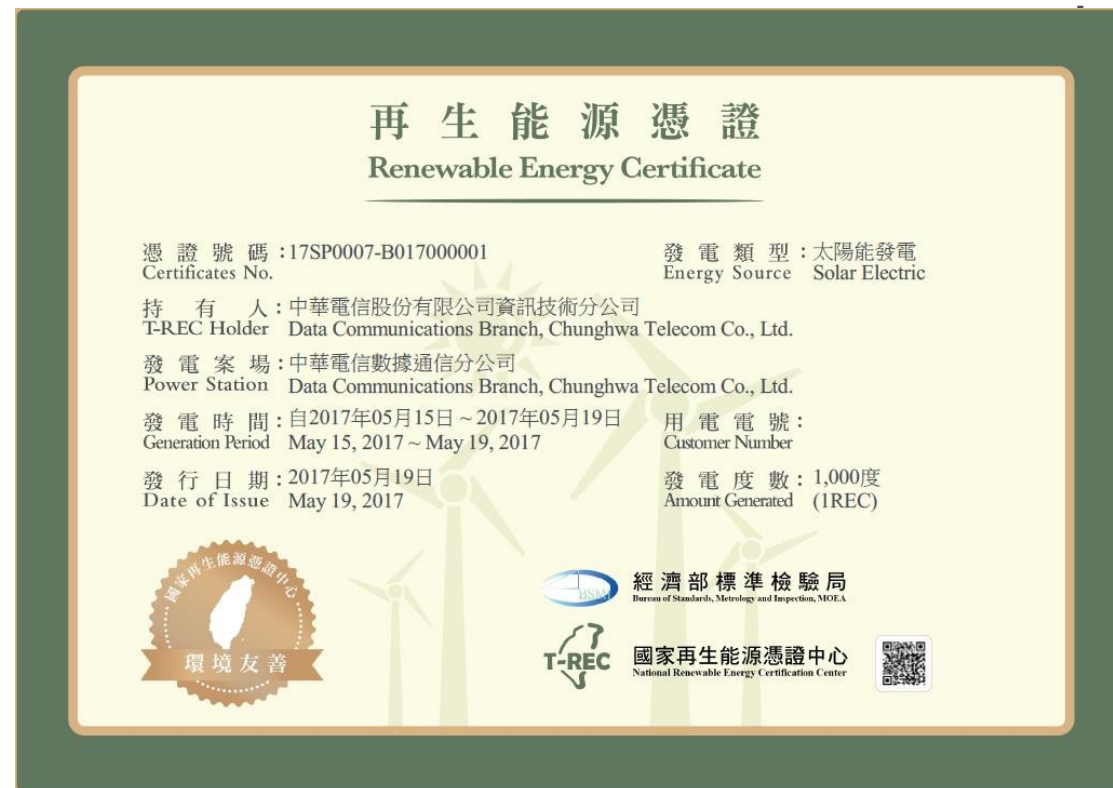 再生能源憑證
Renewable Energy Certificate
憑證號碼：17SP0007-B017000001
Certificates No.
發電類型：太陽能發電
Energy Source Solar Electric
持有人：中華電信股份有限公司資訊技術分公司
T-REC Holder Data Communications Branch, Chunghwa Telecom Co., Ltd.
發電案場：中華電信數據通信分公司
Power Station Data Communications Branch, Chunghwa Telecom Co., Ltd.
發電時間：自2017年05月15日～2017年05月19日
Generation Period May 15, 2017 ~ May 19, 2017
用電電號：
Customer Number
發行日期：2017年05月19日
Date of Issue May 19, 2017
發電度數：1,000度
Amount Generated (1REC)
國家再生能源憑證中心
環境友善
BSMI
經濟部標準檢驗局
Bureau of Standards, Metrology and Inspection, MOEA
T-REC
國家再生能源憑證中心
National Renewable Energy Certification Center